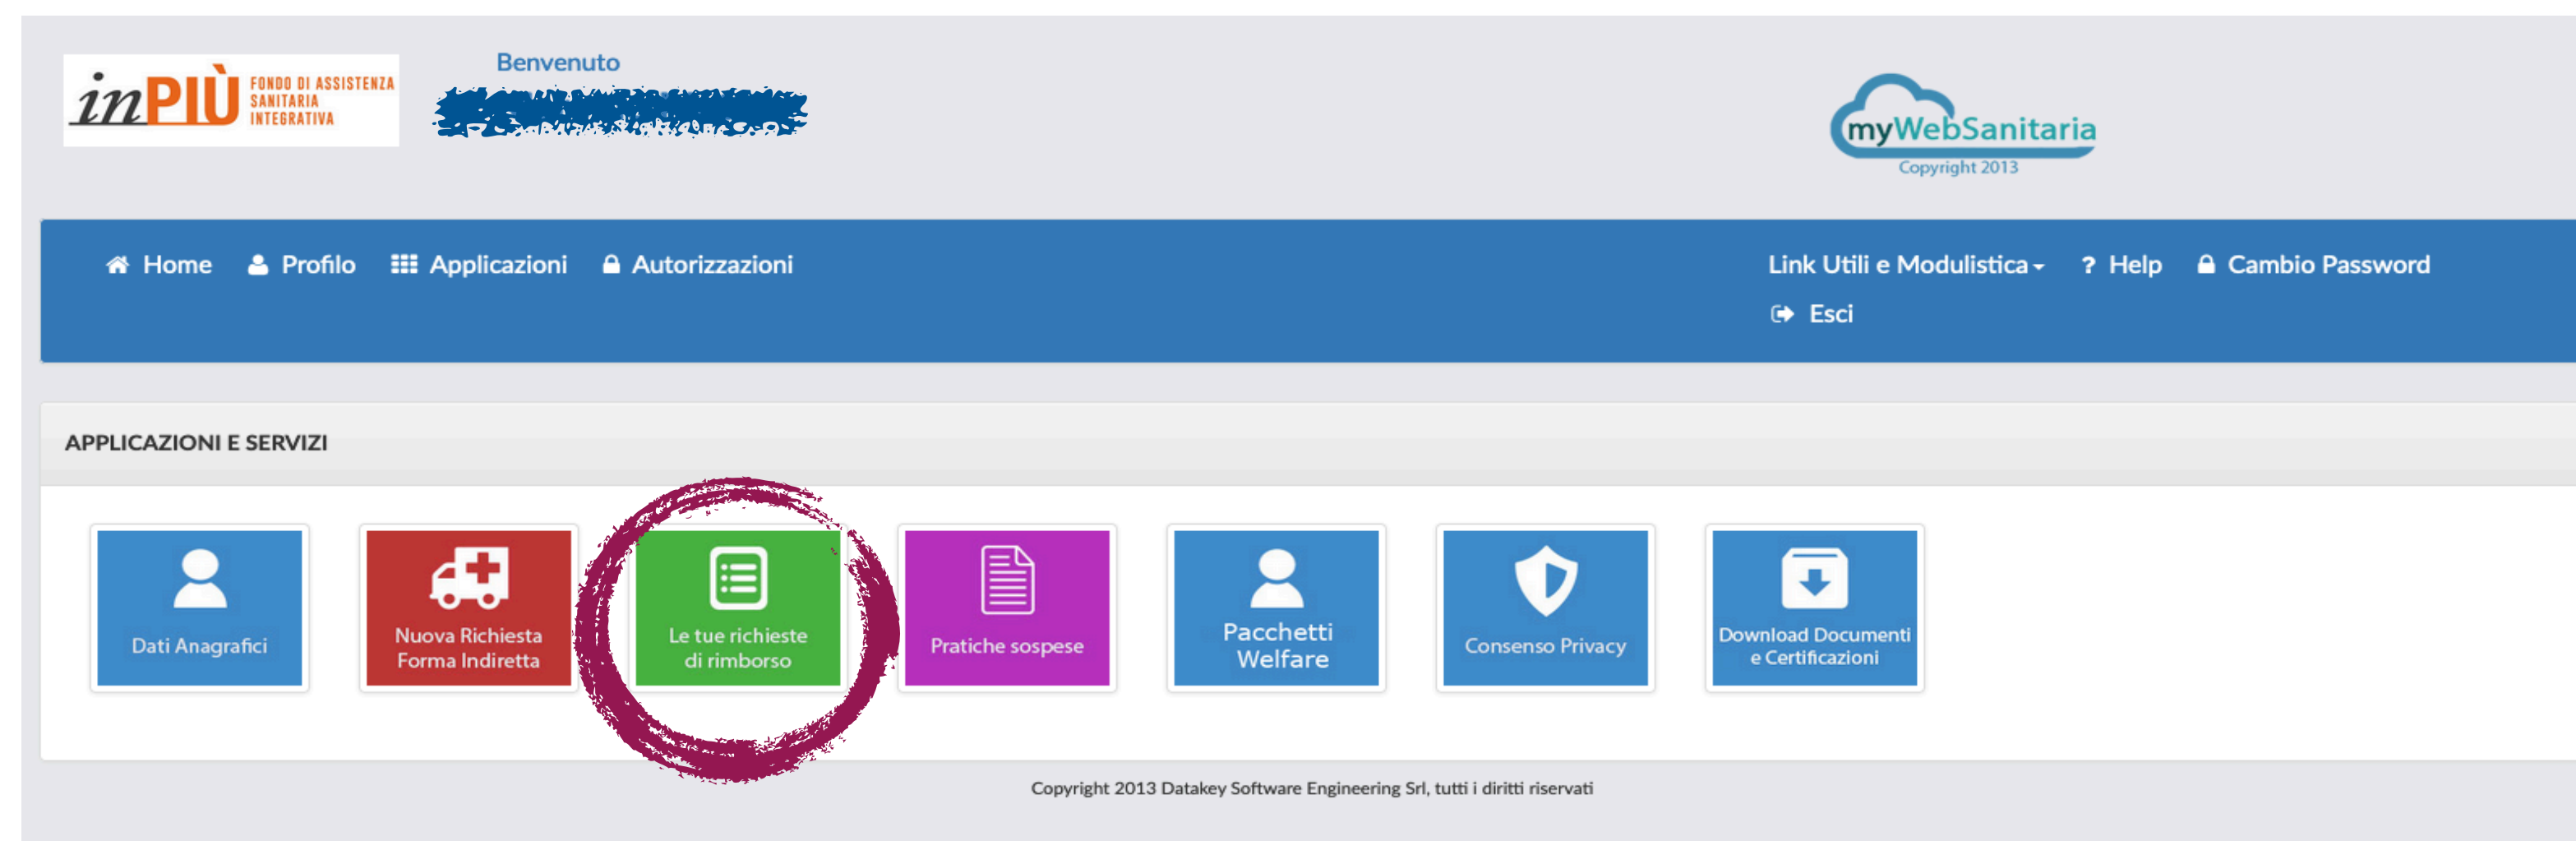 inPIÙ
FONDO DI ASSISTENZA
SANITARIA
INTEGRATIVA
Benvenuto
myWebSanitaria
Copyright 2013
Home Profilo Applicazioni Autorizzazioni
Link Utili e Modulistica ? Help Cambio Password
Esci
APPLICAZIONI E SERVIZI
Dati Anagrafici
Nuova Richiesta
Forma Indiretta
Le tue richieste
di rimborso
Pratiche sospese
Pacchetti
Welfare
Consenso Privacy
Download Documenti
e Certificazioni
Copyright 2013 Datakey Software Engineering Srl, tutti i diritti riservati